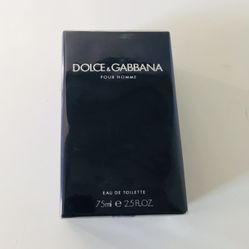 DOLCE & GABBANA
POUR HOMME
EAU DE TOILETTE
75ml ℮ 2.5 FL.OZ.